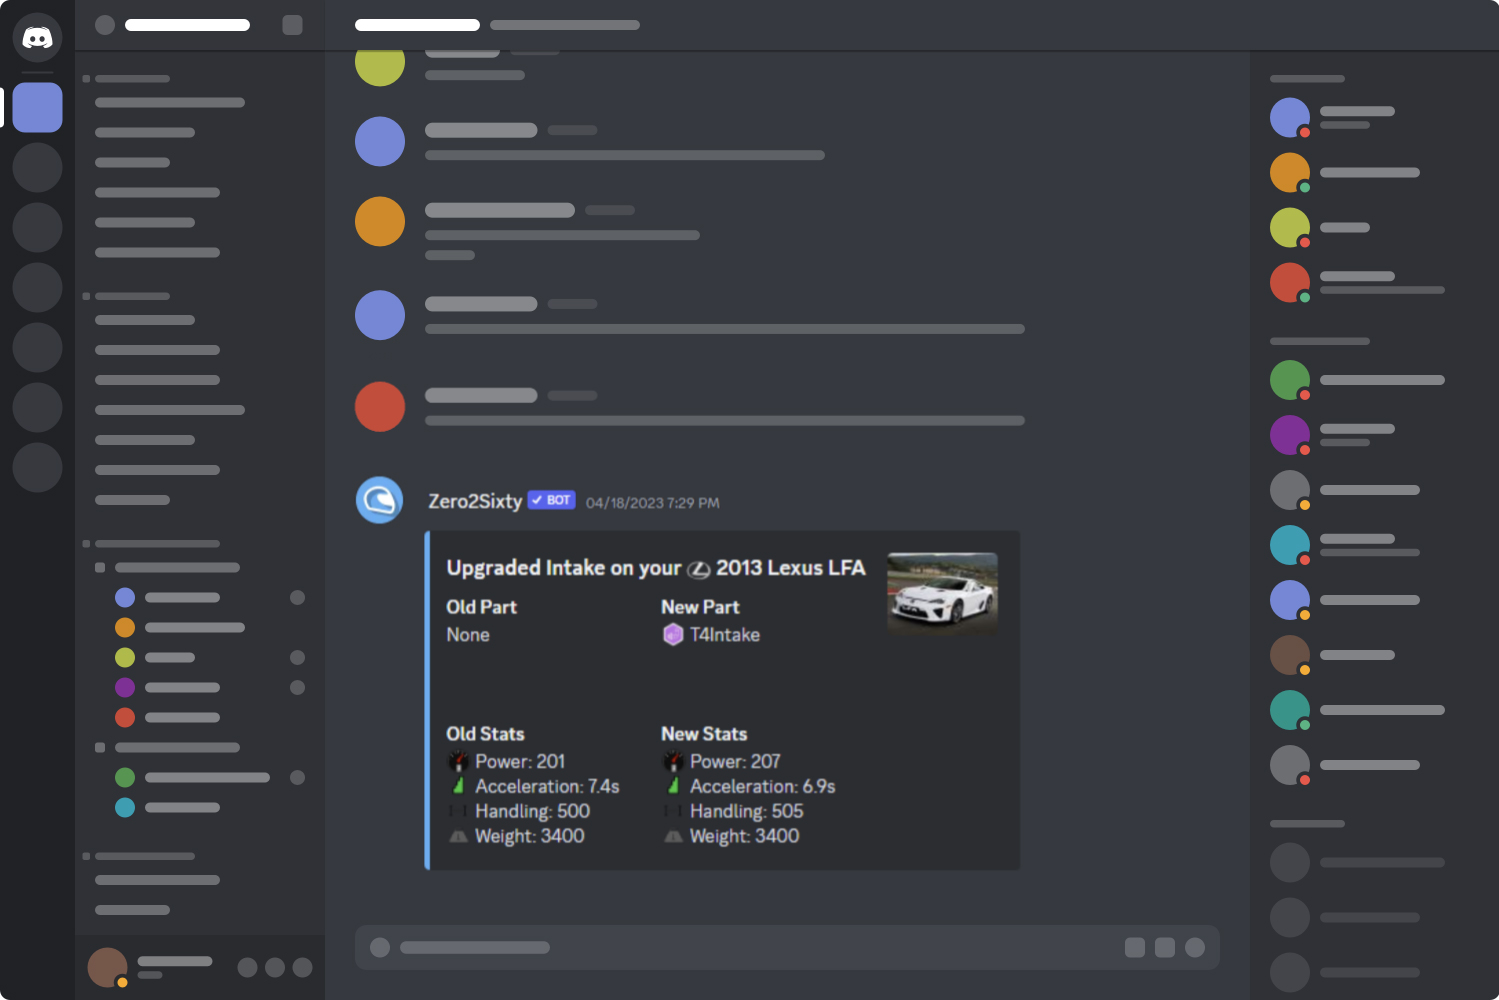 Zero2Sixty BOT 04/18/2023 7:29 PM
Upgraded Intake on your 2013 Lexus LFA
Old Part New Part
None T4Intake
Old Stats New Stats
Power: 201 Power: 207
Acceleration: 7.4s Acceleration: 6.9s
Handling: 500 Handling: 505
Weight: 3400 Weight: 3400